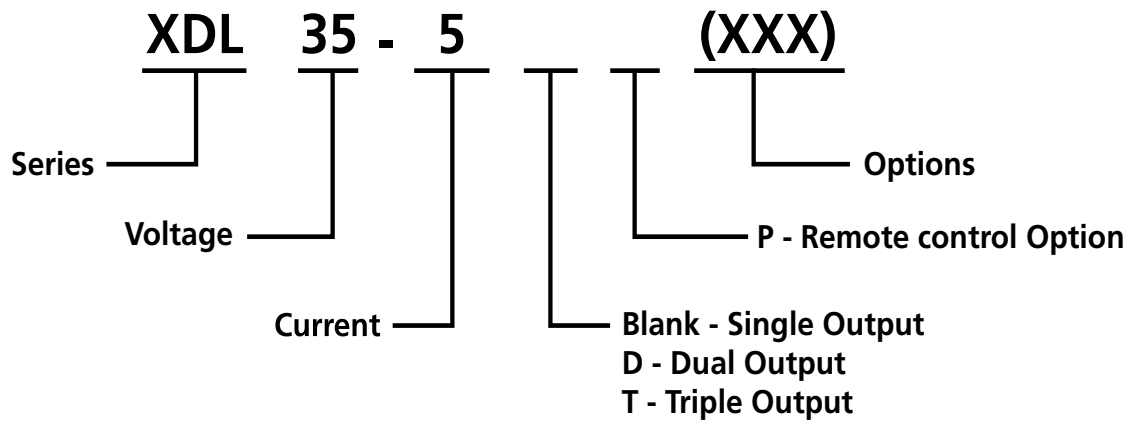 XDL 35 - 5 (XXX)
Series
Options
Voltage
P - Remote control Option
Current
Blank - Single Output
D - Dual Output
T - Triple Output